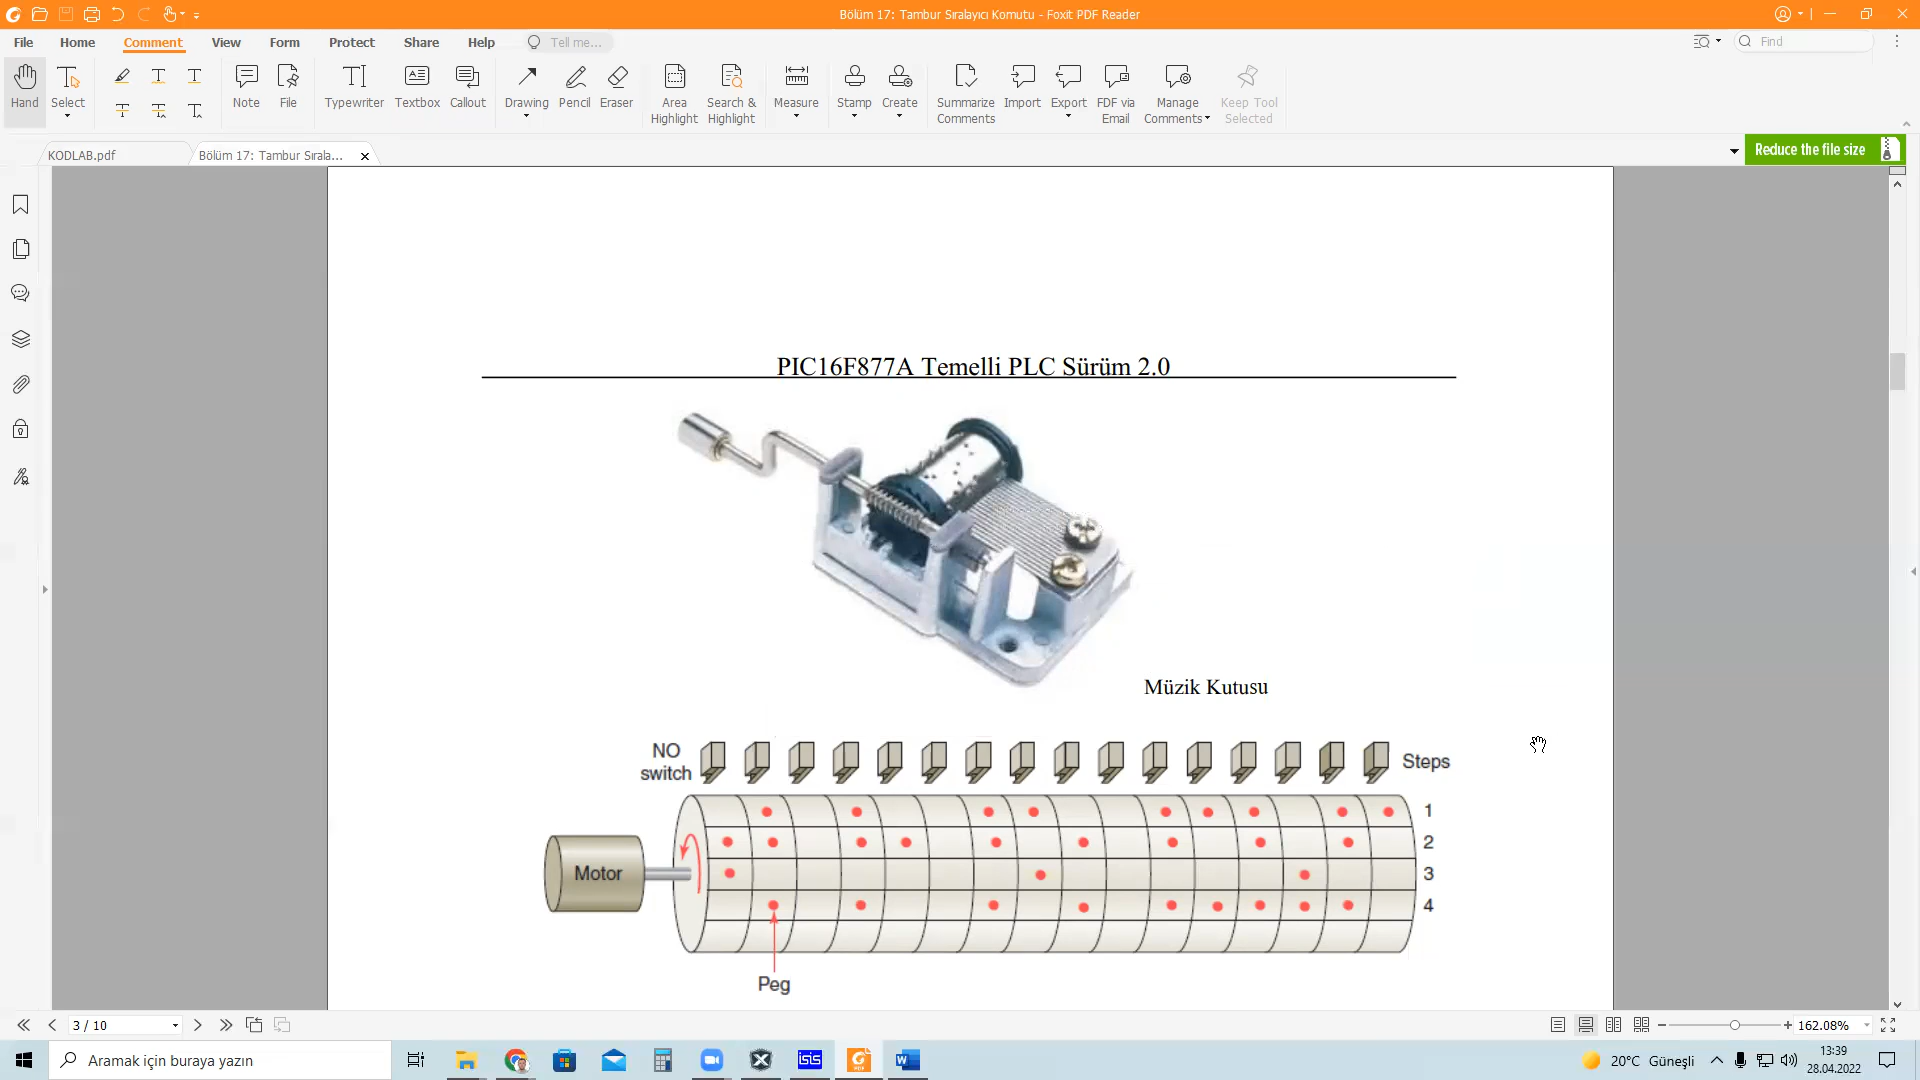 Bölüm 17: Tambur Sıralayıcı Komutu - Foxit PDF Reader
File Home Comment View Form Protect Share Help Tell me... Find
Hand Select Note File Typewriter Textbox Callout Drawing Pencil Eraser Area Highlight Search & Highlight Measure Stamp Create Summarize Comments Import Export FDF via Email Manage Comments Keep Tool Selected
KODLAB.pdf Bölüm 17: Tambur Sırala... Reduce the file size
PIC16F877A Temelli PLC Sürüm 2.0
Müzik Kutusu
NO switch Steps
1
2
Motor 3
4
Peg
3 / 10 162.08%
Aramak için buraya yazın 20°C Güneşli 13:39
28.04.2022